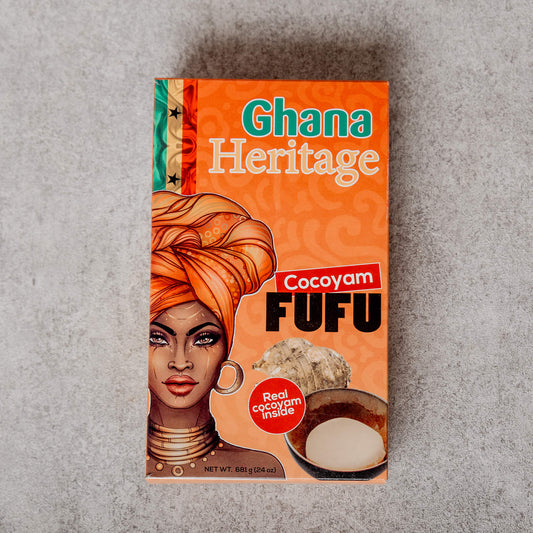 Ghana
Heritage
Cocoyam
FUFU
Real
cocoyam
inside
NET WT. 681 g (24 oz)